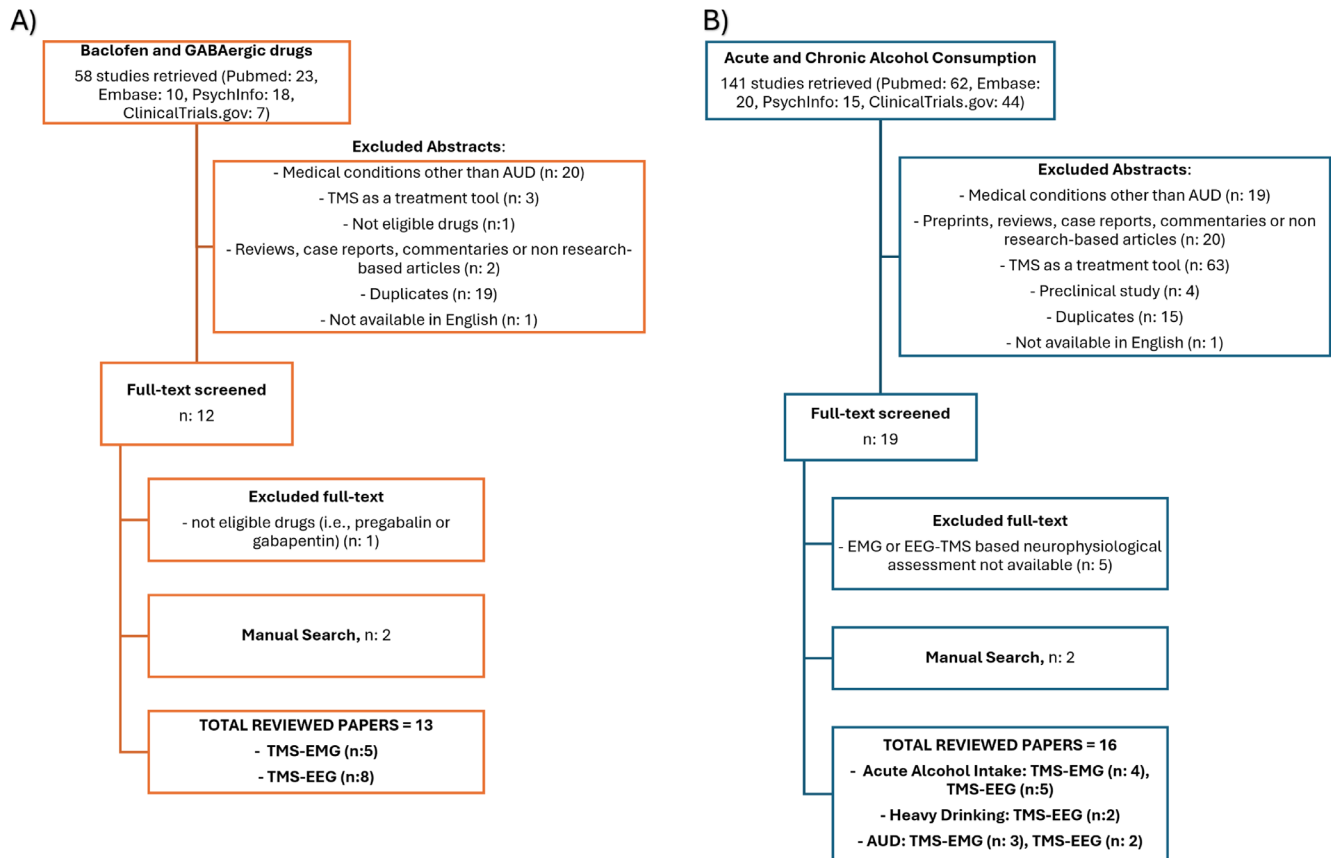 A)
Baclofen and GABAergic drugs
58 studies retrieved (Pubmed: 23,
Embase: 10, PsychInfo: 18,
ClinicalTrials.gov: 7)
Excluded Abstracts:
- Medical conditions other than AUD (n: 20)
- TMS as a treatment tool (n: 3)
- Not eligible drugs (n:1)
- Reviews, case reports, commentaries or non research-
based articles (n: 2)
- Duplicates (n: 19)
- Not available in English (n: 1)
Full-text screened
n: 12
Excluded full-text
- not eligible drugs (i.e., pregabalin or
gabapentin) (n: 1)
Manual Search, n: 2
TOTAL REVIEWED PAPERS = 13
- TMS-EMG (n:5)
- TMS-EEG (n:8)
B)
Acute and Chronic Alcohol Consumption
141 studies retrieved (Pubmed: 62, Embase:
20, PsychInfo: 15, ClinicalTrials.gov: 44)
Excluded Abstracts:
- Medical conditions other than AUD (n: 19)
- Preprints, reviews, case reports, commentaries or non
research-based articles (n: 20)
- TMS as a treatment tool (n: 63)
- Preclinical study (n: 4)
- Duplicates (n: 15)
- Not available in English (n: 1)
Full-text screened
n: 19
Excluded full-text
- EMG or EEG-TMS based neurophysiological
assessment not available (n: 5)
Manual Search, n: 2
TOTAL REVIEWED PAPERS = 16
- Acute Alcohol Intake: TMS-EMG (n: 4),
TMS-EEG (n:5)
- Heavy Drinking: TMS-EEG (n:2)
- AUD: TMS-EMG (n: 3), TMS-EEG (n: 2)